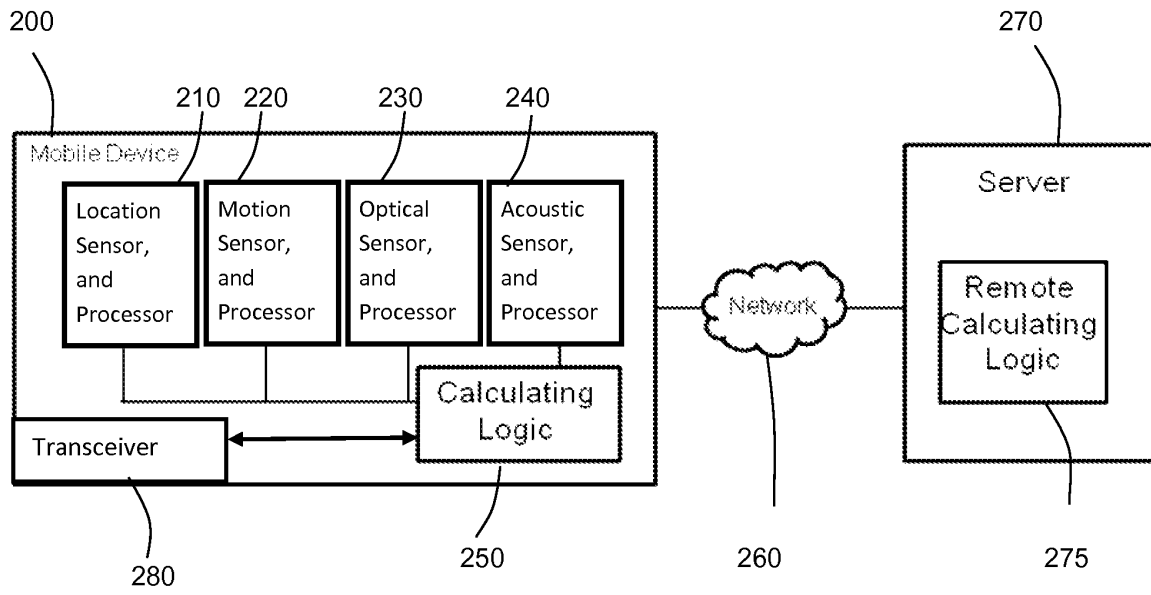 200
270
210
220
230
240
Mobile Device
Location
Sensor,
and
Processor
Motion
Sensor,
and
Processor
Optical
Sensor,
and
Processor
Acoustic
Sensor,
and
Processor
Calculating
Logic
Transceiver
Network
Server
Remote
Calculating
Logic
280
250
260
275